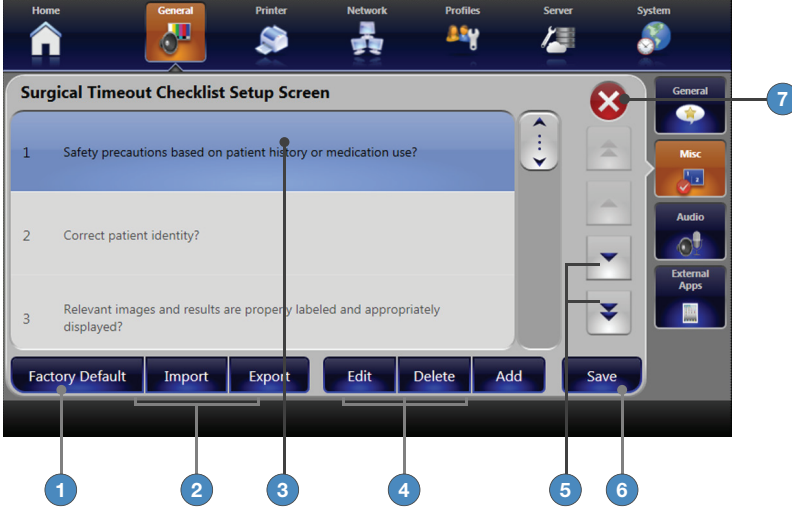 Home General Printer Network Profiles Server System
Surgical Timeout Checklist Setup Screen
General
7
1 Safety precautions based on patient history or medication use?
Misc
2 Correct patient identity?
Audio
3 Relevant images and results are properly labeled and appropriately
displayed?
External
Apps
Factory Default Import Export Edit Delete Add Save
1 2 3 4 5 6